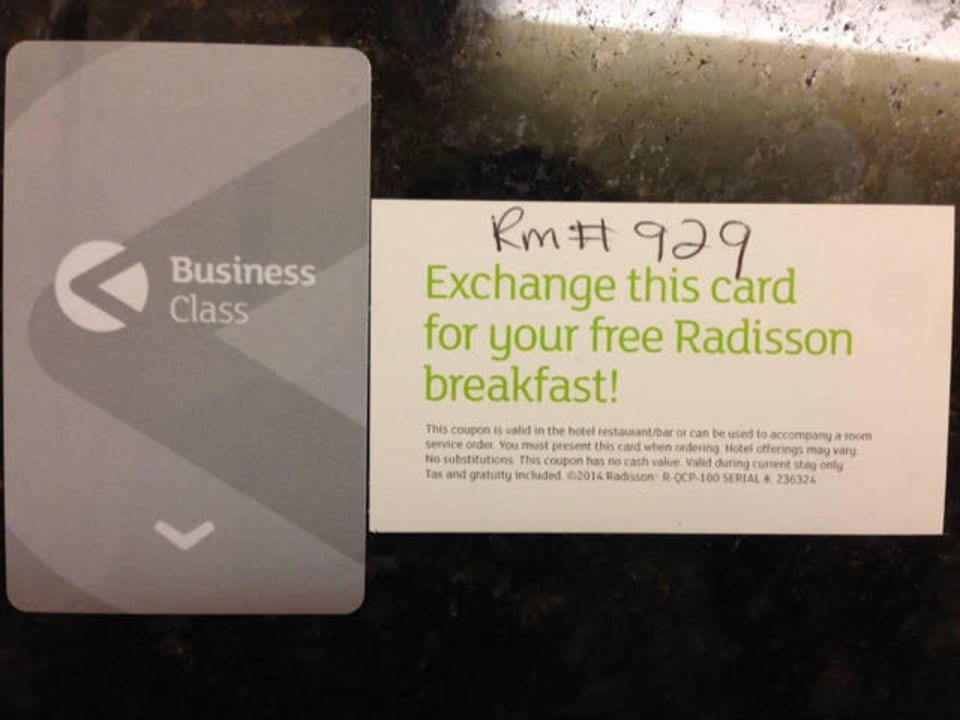 Business
Class
Rm# 929
Exchange this card
for your free Radisson
breakfast!
This coupon is valid in the hotel restaurant/bar or can be used to accompany a room
service order. You must present this card when ordering. Hotel offerings may vary.
No substitutions. This coupon has no cash value. Valid during current stay only.
Tax and gratuity included. ©2014 Radisson™ R-QCP-100 SERIAL #: 236324